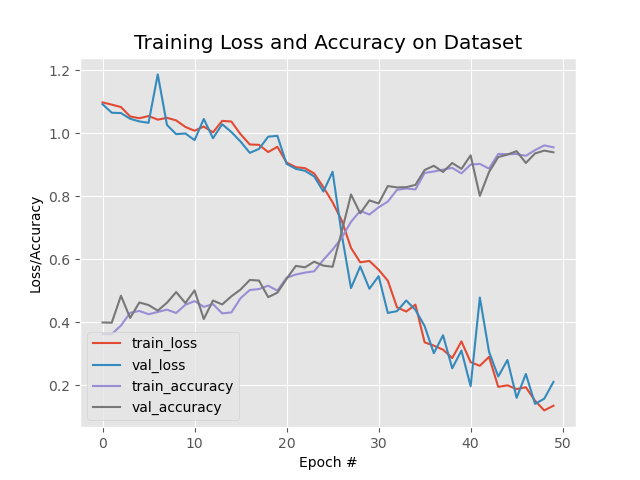 Training Loss and Accuracy on Dataset
1.2
1.0
0.8
0.6
0.4
0.2
Loss/Accuracy
train_loss
val_loss
train_accuracy
val_accuracy
0 10 20 30 40 50
Epoch #